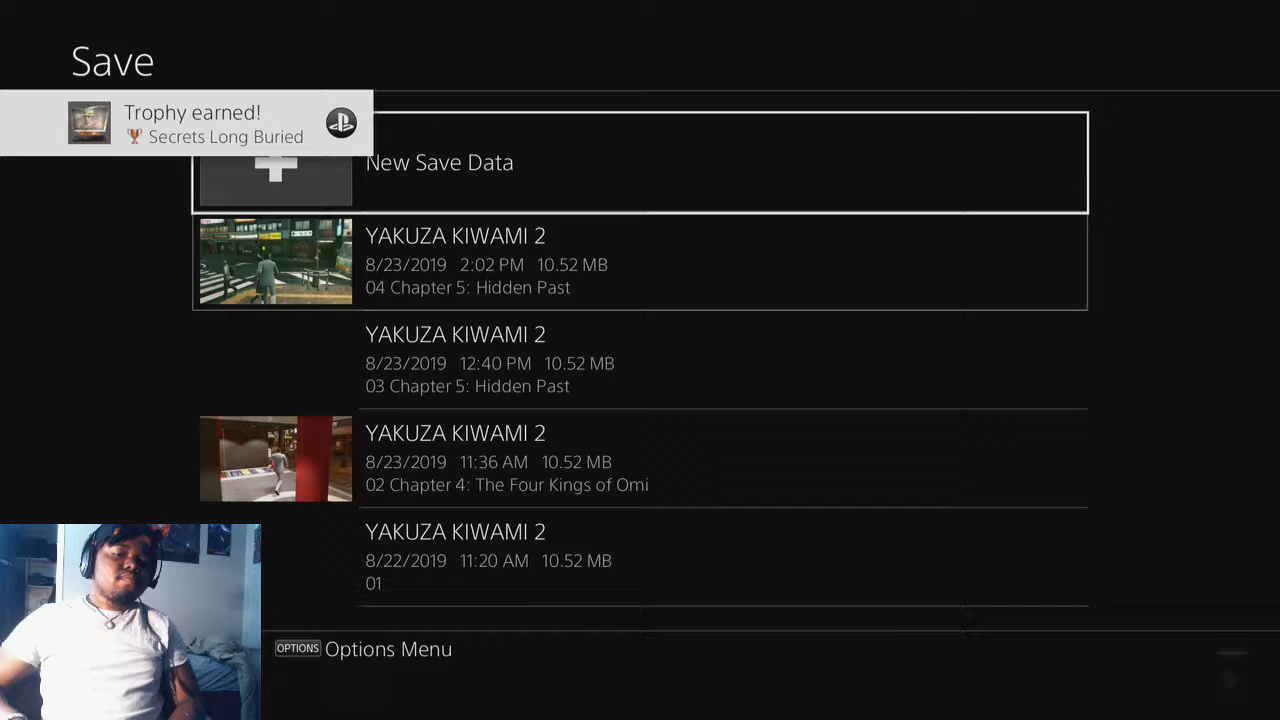 Save
Trophy earned!
Secrets Long Buried
New Save Data
YAKUZA KIWAMI 2
8/23/2019 2:02 PM 10.52 MB
04 Chapter 5: Hidden Past
YAKUZA KIWAMI 2
8/23/2019 12:40 PM 10.52 MB
03 Chapter 5: Hidden Past
YAKUZA KIWAMI 2
8/23/2019 11:36 AM 10.52 MB
02 Chapter 4: The Four Kings of Omi
YAKUZA KIWAMI 2
8/22/2019 11:20 AM 10.52 MB
01
OPTIONS Options Menu